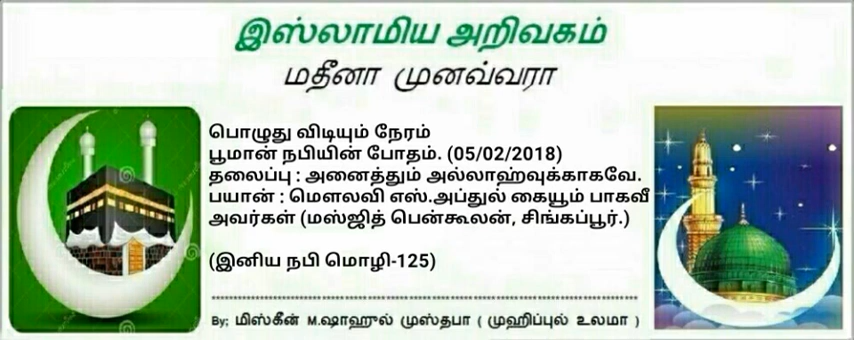 இஸ்லாமிய அறிவகம்
மதீனா முனவ்வரா
பொழுது விடியும் நேரம்
பூமான் நபியின் போதம். (05/02/2018)
தலைப்பு : அனைத்தும் அல்லாஹ்வுக்காகவே.
பயான் : மௌலவி எஸ்.அப்துல் கையூம் பாகவீ
அவர்கள் (மஸ்ஜித் பென்கூலன், சிங்கப்பூர்.)
(இனிய நபி மொழி-125)
By; மிஸ்கீன் M.ஷாஹுல் முஸ்தபா ( முஹிப்புல் உலமா )